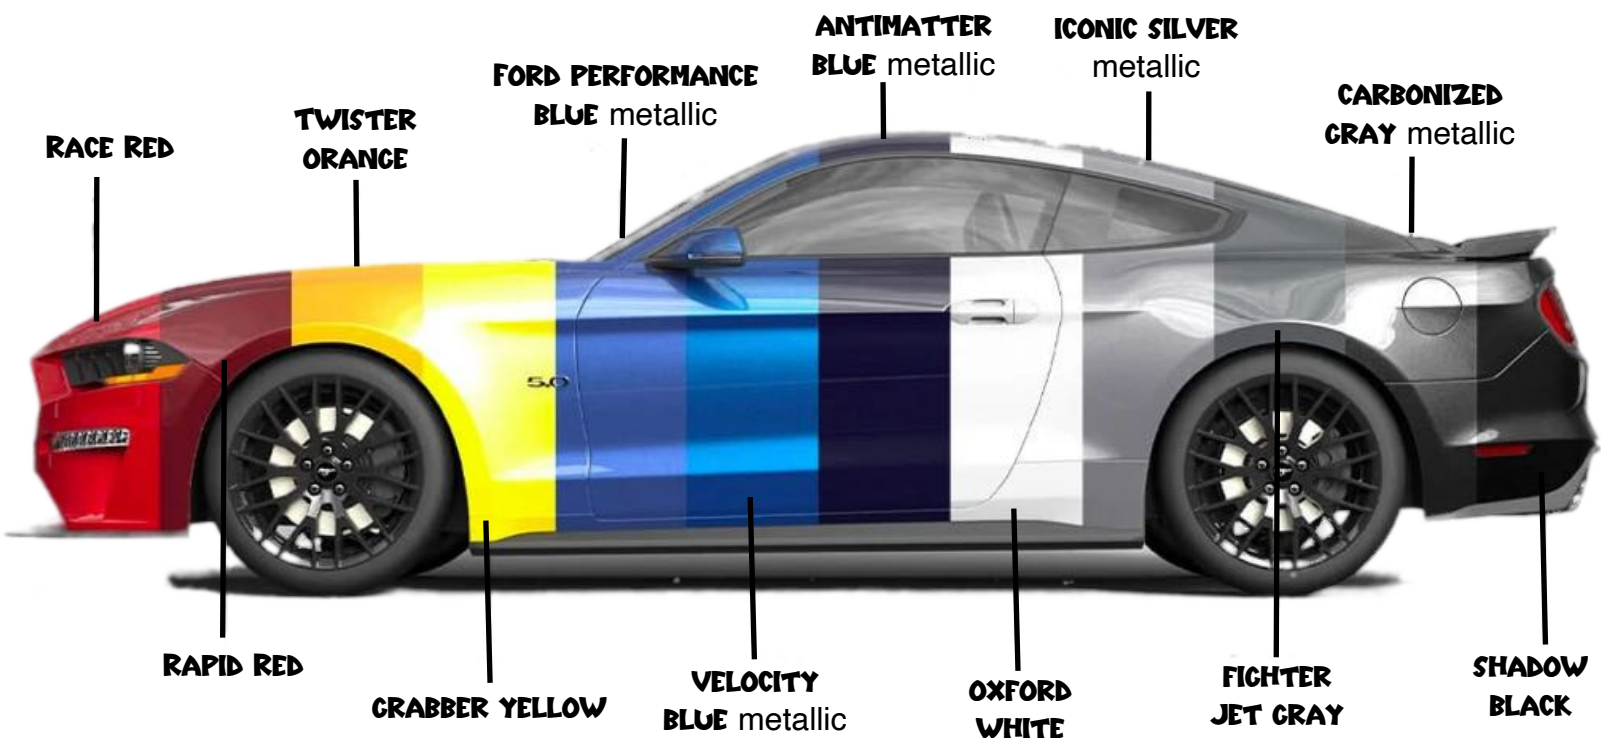 ANTIMATTER
BLUE metallic
ICONIC SILVER
metallic
FORD PERFORMANCE
BLUE metallic
CARBONIZED
GRAY metallic
TWISTER
ORANGE
RACE RED
5.0
RAPID RED
GRABBER YELLOW
VELOCITY
BLUE metallic
OXFORD
WHITE
FIGHTER
JET GRAY
SHADOW
BLACK